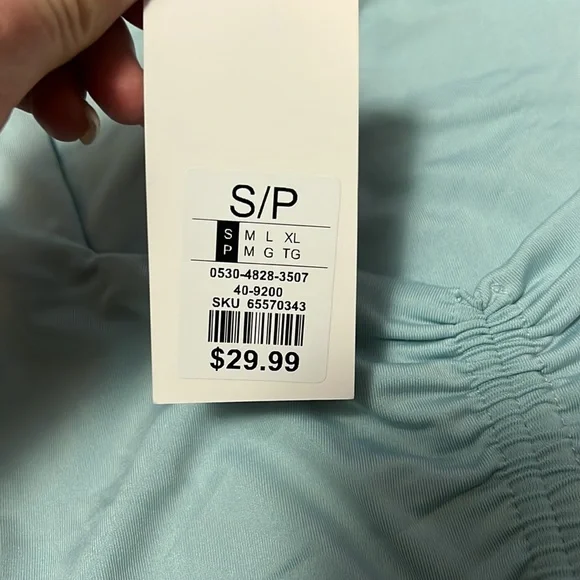 S/P
S M L XL
P M G TG
0530-4828-3507
40-9200
SKU 65570343
$29.99